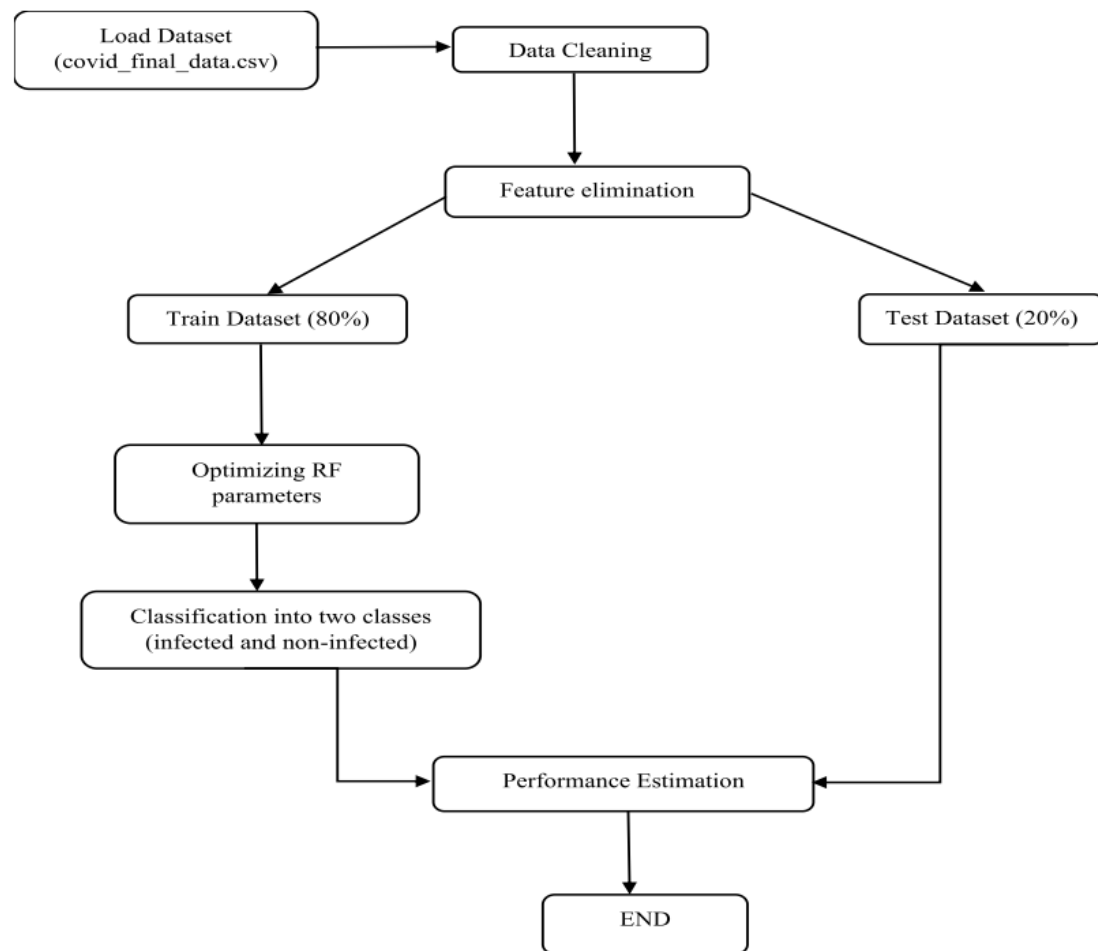 Load Dataset
(covid_final_data.csv)
Data Cleaning
Feature elimination
Train Dataset (80%)
Test Dataset (20%)
Optimizing RF
parameters
Classification into two classes
(infected and non-infected)
Performance Estimation
END